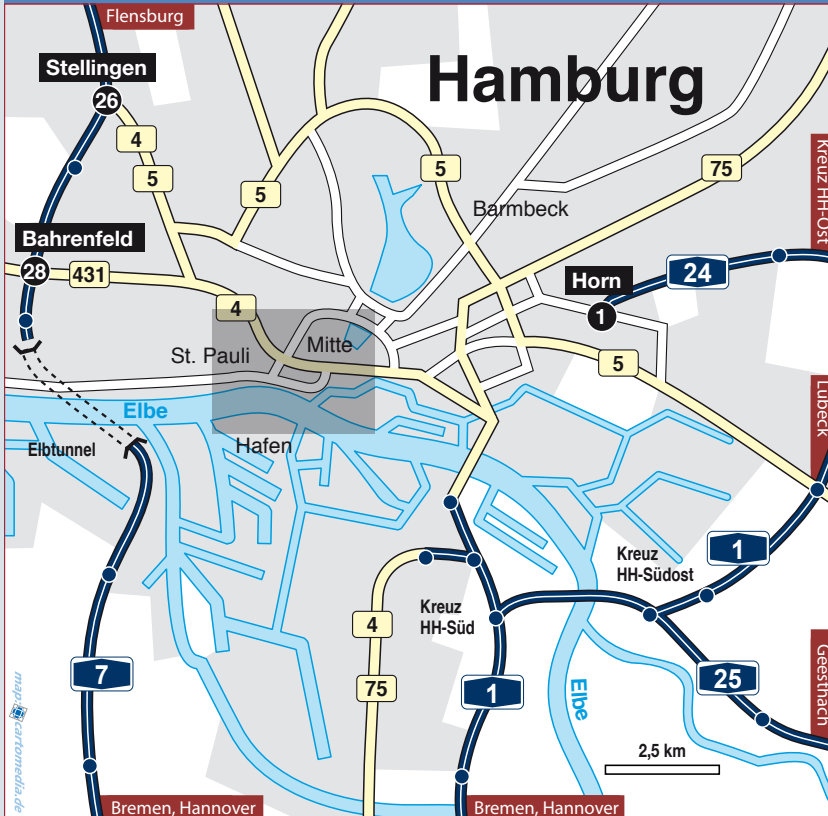 Flensburg
Hamburg
Stellingen
26
4
5
5
5
75
Kreuz HH-Ost
Barmbeck
Bahrenfeld
28
431
Horn
1
24
4
Mitte
St. Pauli
5
Elbe
Hafen
Elbtunnel
Lübeck
1
Kreuz
HH-Südost
Kreuz
HH-Süd
4
7
75
1
25
Elbe
Geesthach
2,5 km
map.cartomedia.de
Bremen, Hannover
Bremen, Hannover